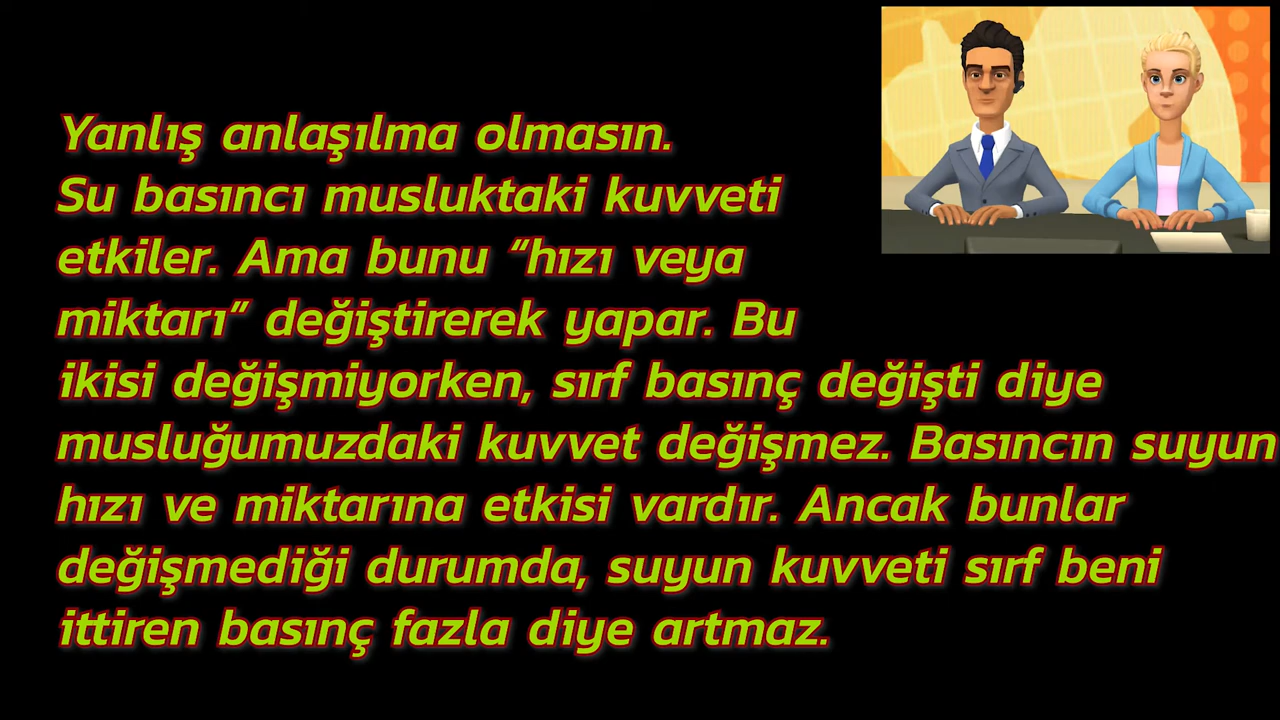 Yanlış anlaşılma olmasın.
Su basıncı musluktaki kuvveti
etkiler. Ama bunu “hızı veya
miktarı” değiştirerek yapar. Bu
ikisi değişmiyorken, sırf basınç değişti diye
musluğumuzdaki kuvvet değişmez. Basıncın suyun
hızı ve miktarına etkisi vardır. Ancak bunlar
değişmediği durumda, suyun kuvveti sırf beni
ittiren basınç fazla diye artmaz.